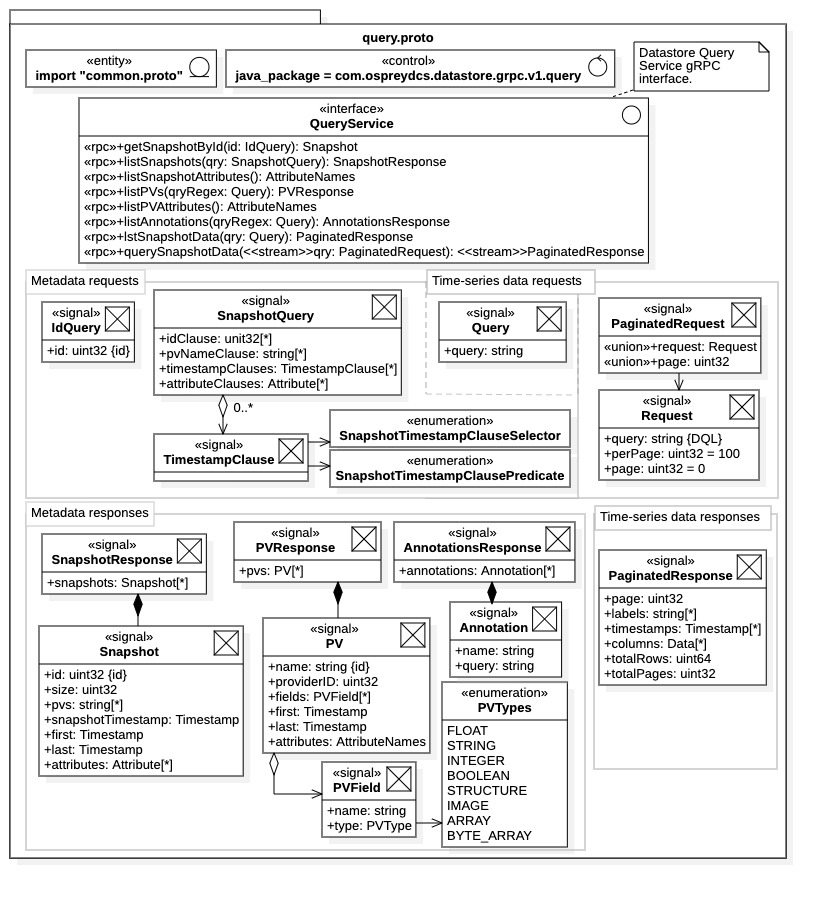 query.proto
«entity»
import "common.proto"
«control»
java_package = com.ospreydcs.datastore.grpc.v1.query
Datastore Query
Service gRPC
interface.
«interface»
QueryService
«rpc»+getSnapshotById(id: IdQuery): Snapshot
«rpc»+listSnapshots(qry: SnapshotQuery): SnapshotResponse
«rpc»+listSnapshotAttributes(): AttributeNames
«rpc»+listPVs(qryRegex: Query): PVResponse
«rpc»+listPVAttributes(): AttributeNames
«rpc»+listAnnotations(qryRegex: Query): AnnotationsResponse
«rpc»+lstSnapshotData(qry: Query): PaginatedResponse
«rpc»+querySnapshotData(<<stream>>qry: PaginatedRequest): <<stream>>PaginatedResponse
Metadata requests
«signal»
IdQuery
+id: uint32 {id}
«signal»
SnapshotQuery
+idClause: unit32[*]
+pvNameClause: string[*]
+timestampClauses: TimestampClause[*]
+attributeClauses: Attribute[*]
0..*
«signal»
TimestampClause
«enumeration»
SnapshotTimestampClauseSelector
«enumeration»
SnapshotTimestampClausePredicate
Time-series data requests
«signal»
Query
+query: string
«signal»
PaginatedRequest
«union»+request: Request
«union»+page: uint32
«signal»
Request
+query: string {DQL}
+perPage: uint32 = 100
+page: uint32 = 0
Metadata responses
«signal»
SnapshotResponse
+snapshots: Snapshot[*]
«signal»
PVResponse
+pvs: PV[*]
«signal»
AnnotationsResponse
+annotations: Annotation[*]
«signal»
Snapshot
+id: uint32 {id}
+size: uint32
+pvs: string[*]
+snapshotTimestamp: Timestamp
+first: Timestamp
+last: Timestamp
+attributes: Attribute[*]
«signal»
PV
+name: string {id}
+providerID: uint32
+fields: PVField[*]
+first: Timestamp
+last: Timestamp
+attributes: AttributeNames
«signal»
Annotation
+name: string
+query: string
«enumeration»
PVTypes
FLOAT
STRING
INTEGER
BOOLEAN
STRUCTURE
IMAGE
ARRAY
BYTE_ARRAY
«signal»
PVField
+name: string
+type: PVType
Time-series data responses
«signal»
PaginatedResponse
+page: uint32
+labels: string[*]
+timestamps: Timestamp[*]
+columns: Data[*]
+totalRows: uint64
+totalPages: uint32